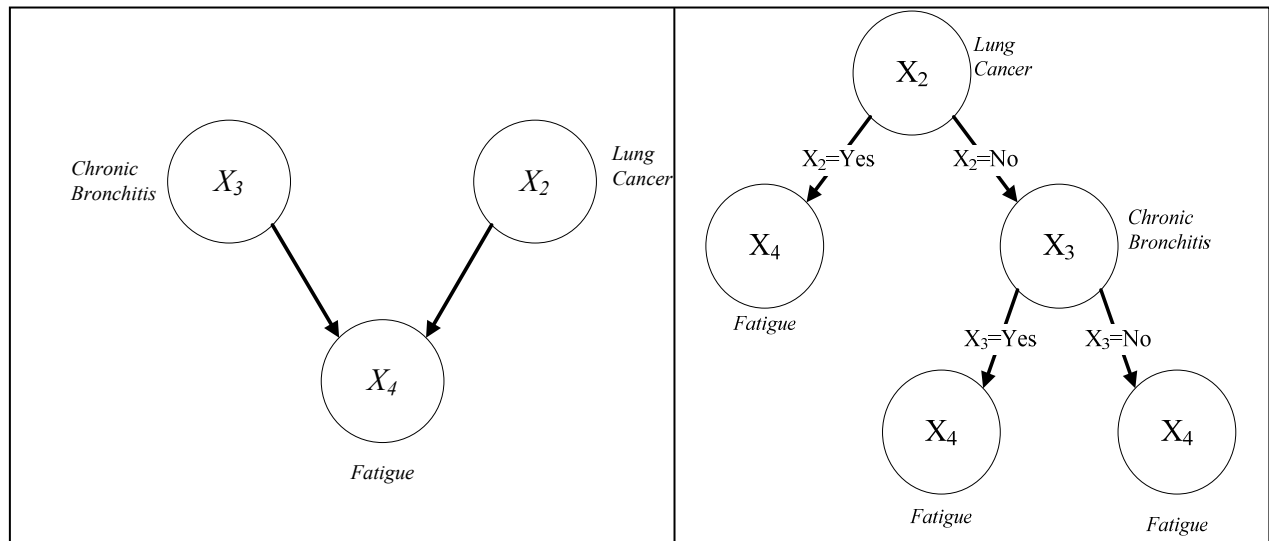 Chronic
Bronchitis
X₃
X₂
Lung
Cancer
X₄
Fatigue
X₂
Lung
Cancer
X₂=Yes
X₂=No
X₄
Fatigue
X₃
Chronic
Bronchitis
X₃=Yes
X₃=No
X₄
Fatigue
X₄
Fatigue